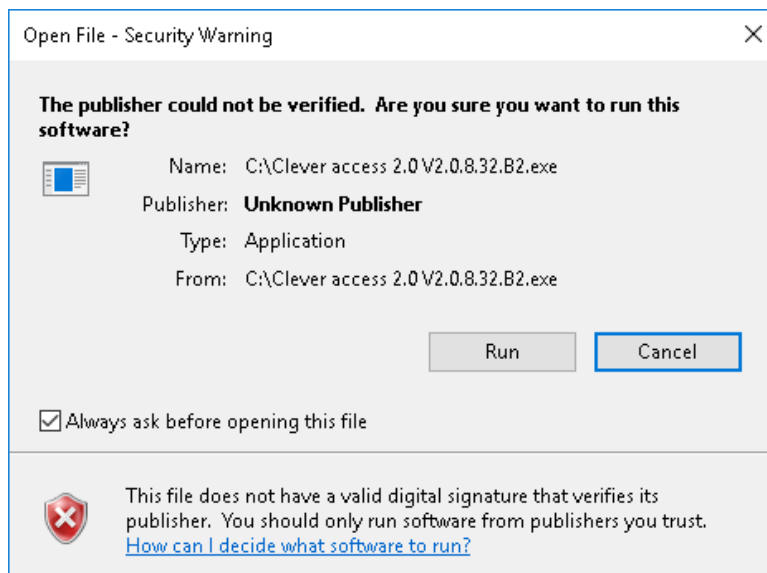 Open File - Security Warning
The publisher could not be verified. Are you sure you want to run this
software?
Name: C:\Clever access 2.0 V2.0.8.32.B2.exe
Publisher: Unknown Publisher
Type: Application
From: C:\Clever access 2.0 V2.0.8.32.B2.exe
Run Cancel
Always ask before opening this file
This file does not have a valid digital signature that verifies its
publisher. You should only run software from publishers you trust.
How can I decide what software to run?